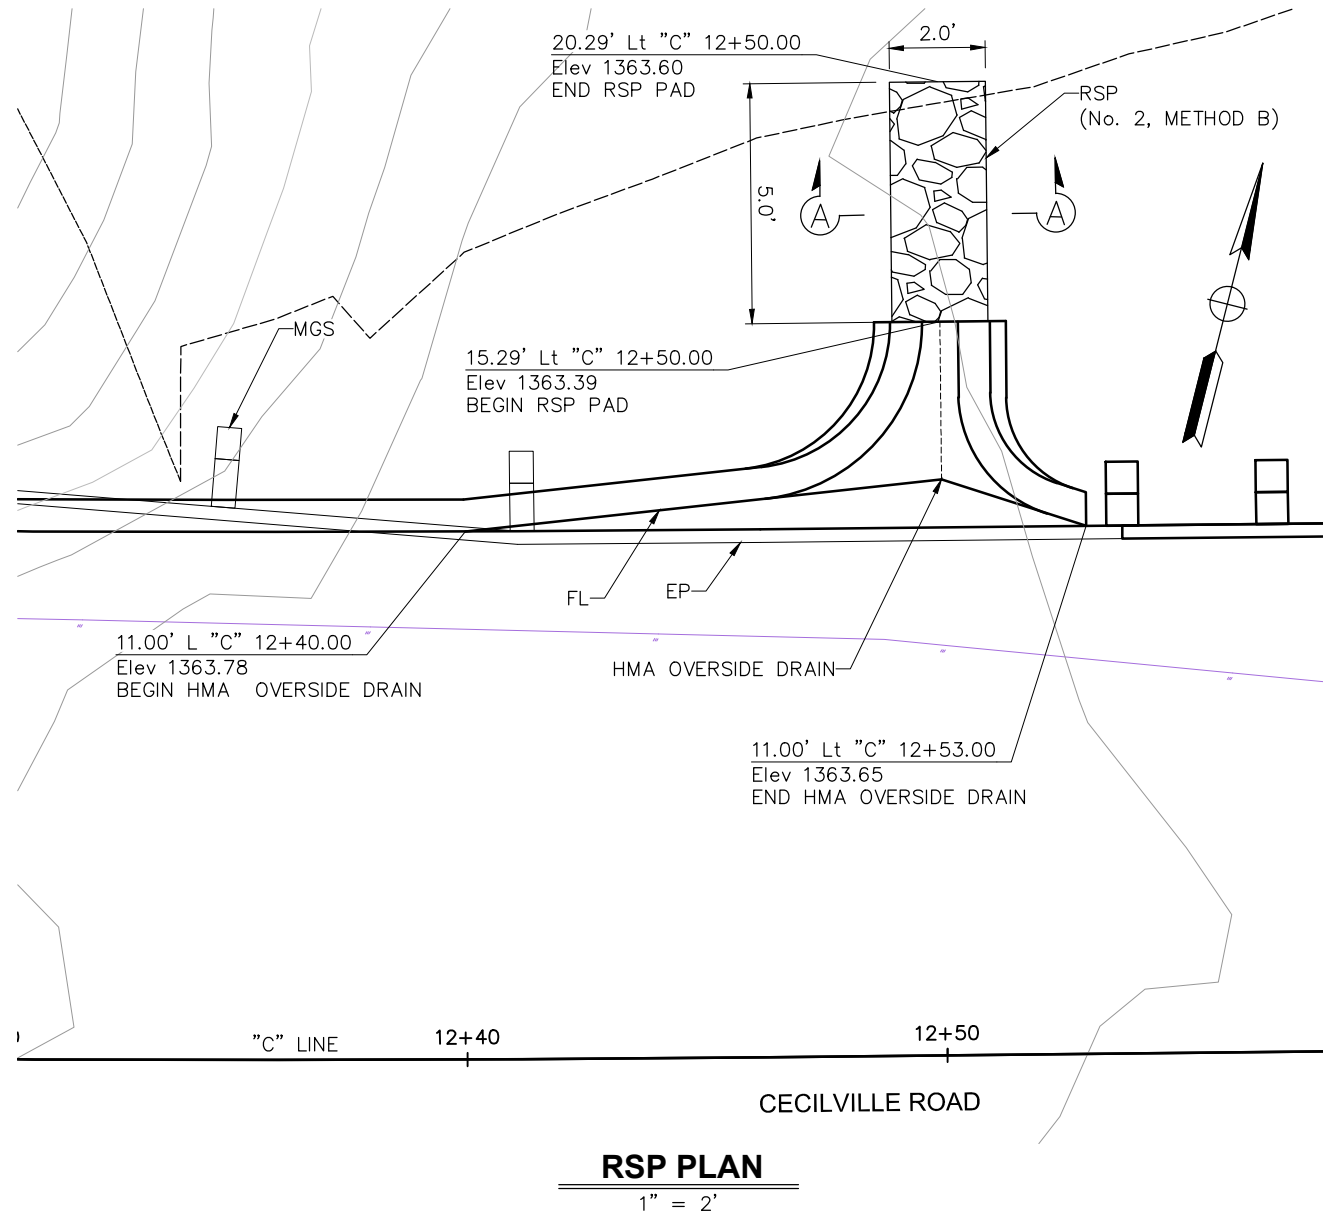 20.29' Lt "C" 12+50.00
Elev 1363.60
END RSP PAD
2.0'
RSP
(No. 2, METHOD B)
5.0'
A
A
MGS
15.29' Lt "C" 12+50.00
Elev 1363.39
BEGIN RSP PAD
FL
EP
11.00' L "C" 12+40.00
Elev 1363.78
BEGIN HMA OVERSIDE DRAIN
HMA OVERSIDE DRAIN
11.00' Lt "C" 12+53.00
Elev 1363.65
END HMA OVERSIDE DRAIN
"C" LINE
12+40
12+50
CECILVILLE ROAD
RSP PLAN
1" = 2'